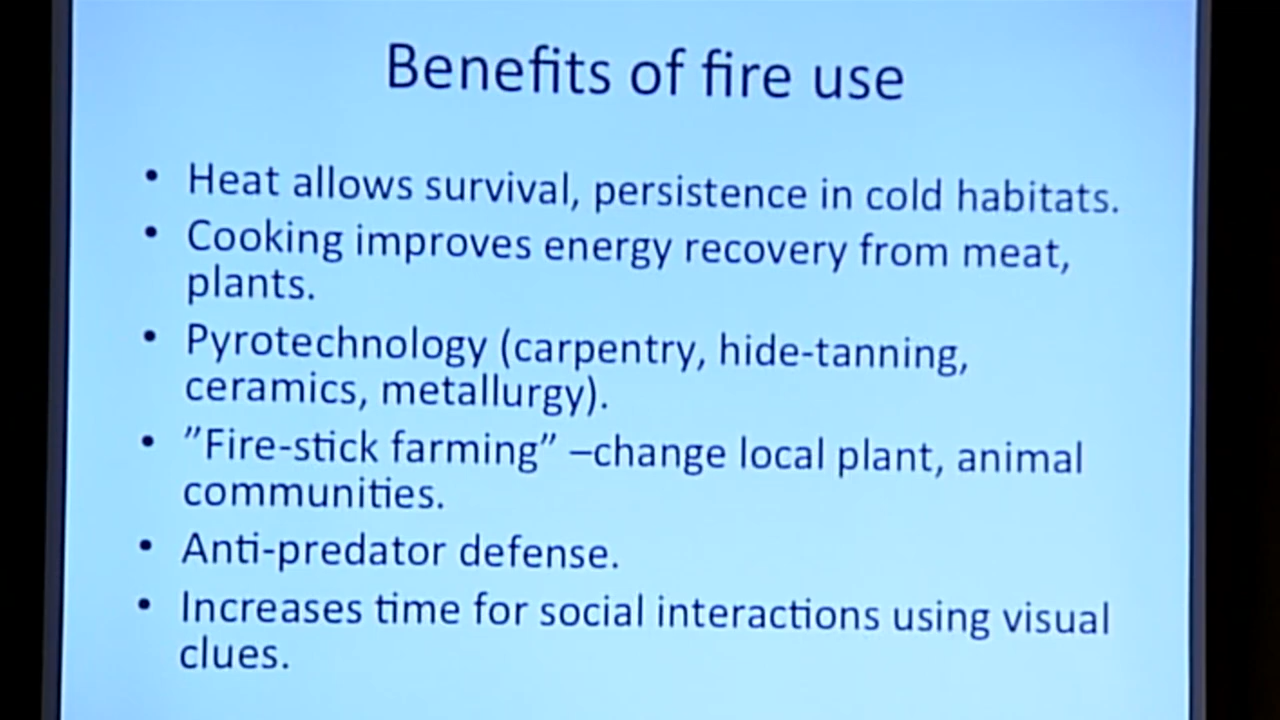 Benefits of fire use
• Heat allows survival, persistence in cold habitats.
• Cooking improves energy recovery from meat,
plants.
• Pyrotechnology (carpentry, hide-tanning,
ceramics, metallurgy).
• ”Fire-stick farming” –change local plant, animal
communities.
• Anti-predator defense.
• Increases time for social interactions using visual
clues.